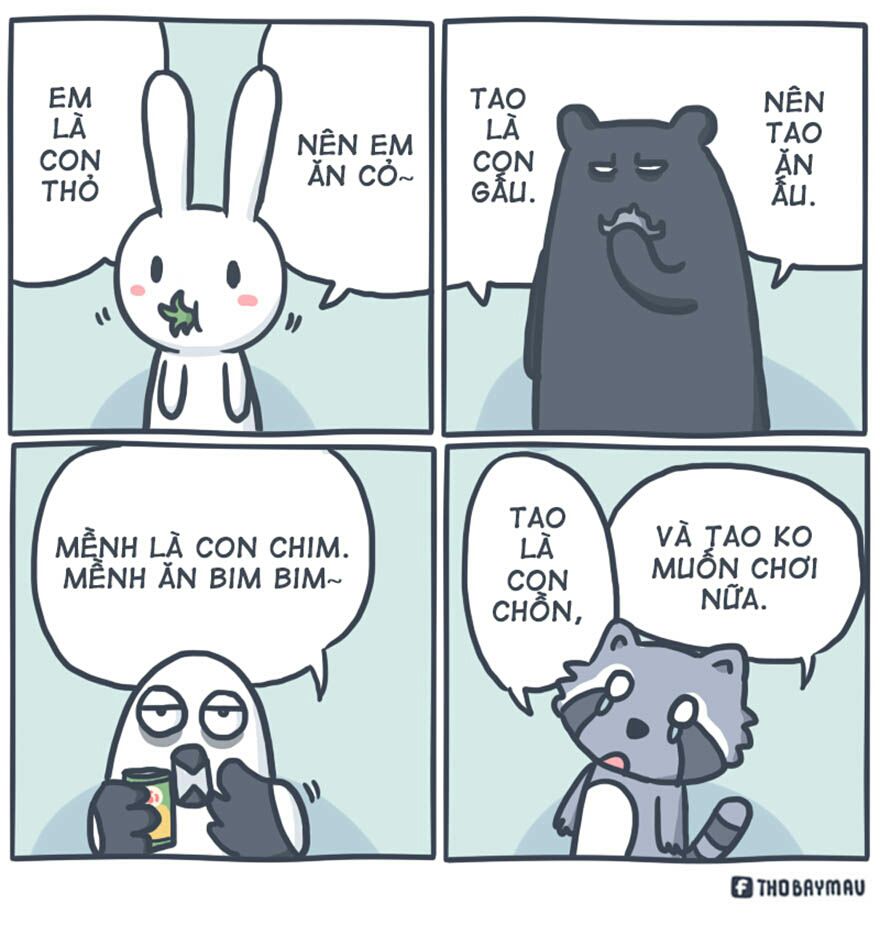 EM
LÀ
CON
THỎ
NÊN EM
ĂN CỎ~
TAO
LÀ
CON
GẤU.
NÊN
TAO
ĂN
ẤU.
MỀNH LÀ CON CHIM.
MỀNH ĂN BIM BIM~
TAO
LÀ
CON
CHỒN,
VÀ TAO KO
MUỐN CHƠI
NỮA.
THOBAYMAU